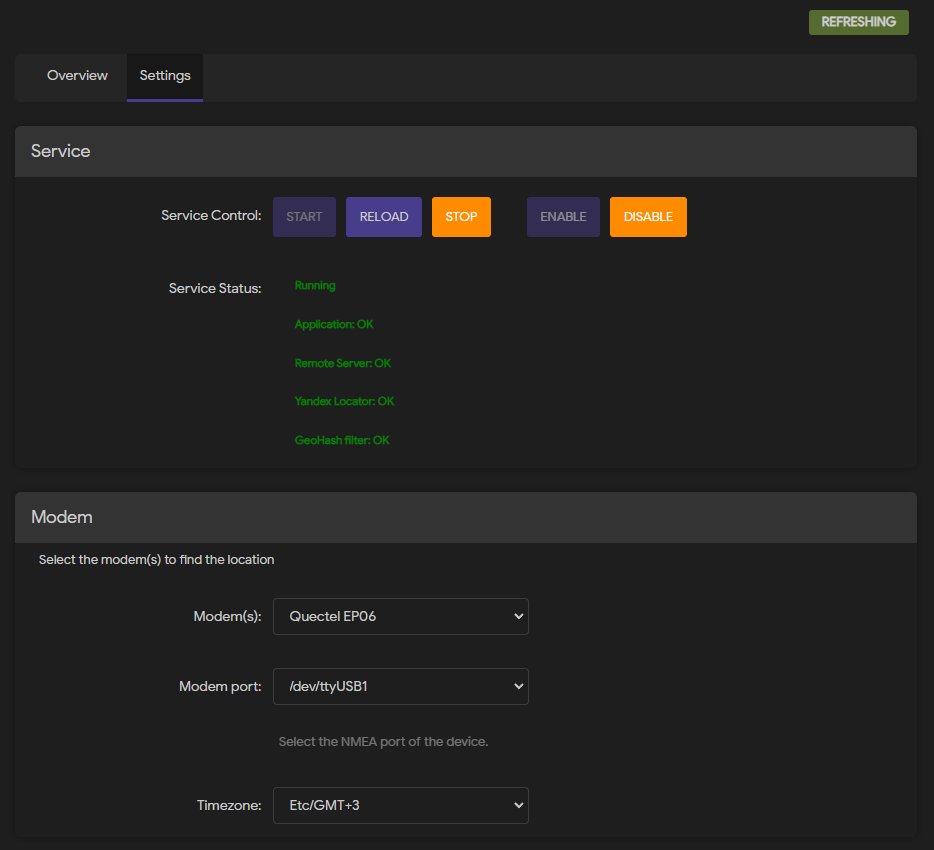 REFRESHING
Overview Settings
Service
Service Control: START RELOAD STOP ENABLE DISABLE
Service Status: Running
Application: OK
Remote Server: OK
Yandex Locator: OK
GeoHash filter: OK
Modem
Select the modem(s) to find the location
Modem(s): Quectel EP06
Modem port: /dev/ttyUSB1
Select the NMEA port of the device.
Timezone: Etc/GMT+3